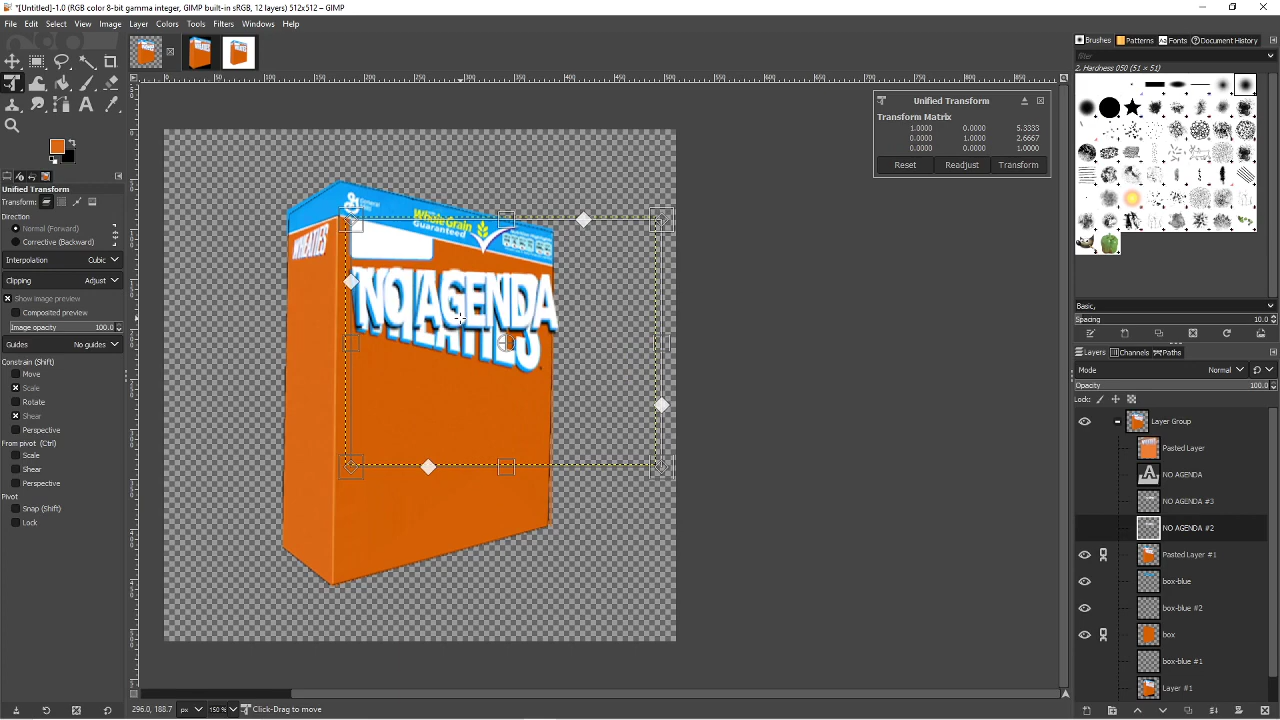 *[Untitled]-1.0 (RGB color 8-bit gamma integer, GIMP built-in sRGB, 12 layers) 512x512 – GIMP
File Edit Select View Image Layer Colors Tools Filters Windows Help
Unified Transform
Transform:
Direction
Normal (Forward)
Corrective (Backward)
Interpolation Cubic
Clipping Adjust
Show image preview
Composited preview
Image opacity 100.0
Guides No guides
Constrain (Shift)
Move
Scale
Rotate
Shear
Perspective
From pivot (Ctrl)
Scale
Shear
Perspective
Pivot
Snap (Shift)
Lock
General
WHEATIES
Whole Grain
Guaranteed
NO AGENDA
Unified Transform
Transform Matrix
1.0000 0.0000 5.3333
0.0000 1.0000 2.6667
0.0000 0.0000 1.0000
Reset Readjust Transform
296.0, 188.7 px 150 % Click-Drag to move
Brushes Patterns Fonts Document History
filter
2. Hardness 050 (51 × 51)
Basic,
Spacing 10.0
Layers Channels Paths
Mode Normal
Opacity 100.0
Lock:
Layer Group
Pasted Layer
NO AGENDA
NO AGENDA #3
NO AGENDA #2
Pasted Layer #1
box-blue
box-blue #2
box
box-blue #1
Layer #1